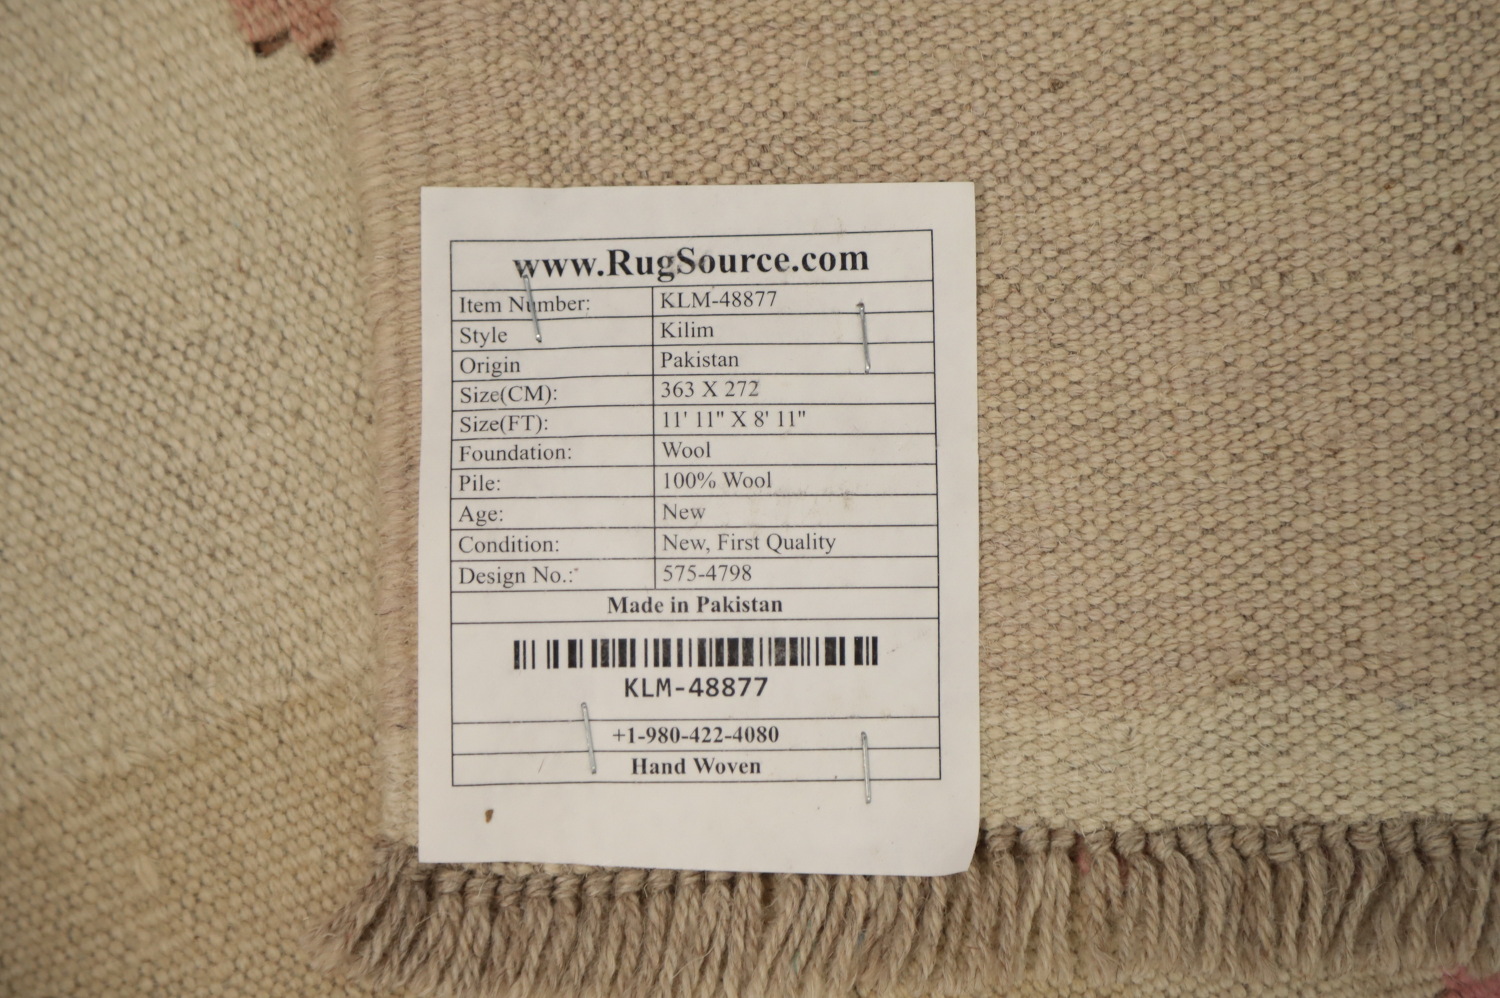 www.RugSource.com
Item Number: KLM-48877
Style Kilim
Origin Pakistan
Size(CM): 363 X 272
Size(FT): 11' 11" X 8' 11"
Foundation: Wool
Pile: 100% Wool
Age: New
Condition: New, First Quality
Design No.: 575-4798
Made in Pakistan
KLM-48877
+1-980-422-4080
Hand Woven